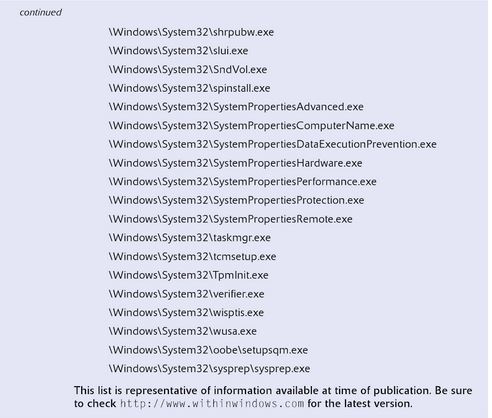 continued
\Windows\System32\shrpubw.exe
\Windows\System32\slui.exe
\Windows\System32\SndVol.exe
\Windows\System32\spinstall.exe
\Windows\System32\SystemPropertiesAdvanced.exe
\Windows\System32\SystemPropertiesComputerName.exe
\Windows\System32\SystemPropertiesDataExecutionPrevention.exe
\Windows\System32\SystemPropertiesHardware.exe
\Windows\System32\SystemPropertiesPerformance.exe
\Windows\System32\SystemPropertiesProtection.exe
\Windows\System32\SystemPropertiesRemote.exe
\Windows\System32\taskmgr.exe
\Windows\System32\tcmsetup.exe
\Windows\System32\TpmInit.exe
\Windows\System32\verifier.exe
\Windows\System32\wisptis.exe
\Windows\System32\wusa.exe
\Windows\System32\oobe\setupsqm.exe
\Windows\System32\sysprep\sysprep.exe
This list is representative of information available at time of publication. Be sure
to check http://www.withinwindows.com for the latest version.